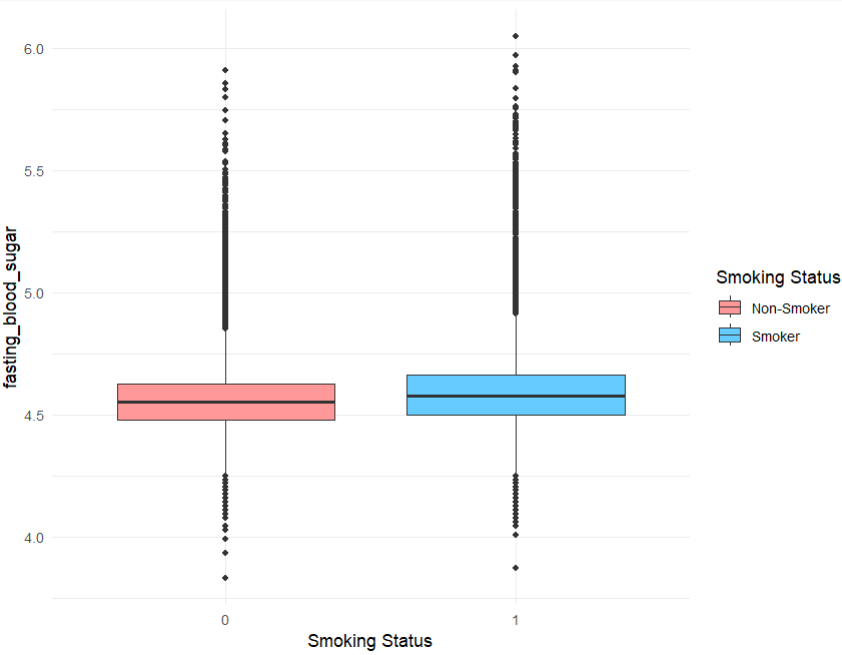 6.0
5.5
5.0
4.5
4.0
fasting_blood_sugar
0
1
Smoking Status
Smoking Status
Non-Smoker
Smoker